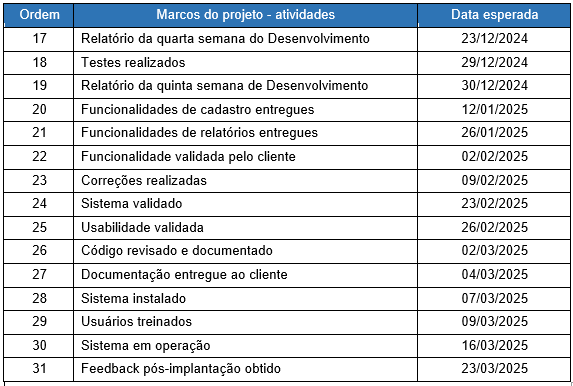 Ordem Marcos do projeto - atividades Data esperada
17 Relatório da quarta semana do Desenvolvimento 23/12/2024
18 Testes realizados 29/12/2024
19 Relatório da quinta semana de Desenvolvimento 30/12/2024
20 Funcionalidades de cadastro entregues 12/01/2025
21 Funcionalidades de relatórios entregues 26/01/2025
22 Funcionalidade validada pelo cliente 02/02/2025
23 Correções realizadas 09/02/2025
24 Sistema validado 23/02/2025
25 Usabilidade validada 26/02/2025
26 Código revisado e documentado 02/03/2025
27 Documentação entregue ao cliente 04/03/2025
28 Sistema instalado 07/03/2025
29 Usuários treinados 09/03/2025
30 Sistema em operação 16/03/2025
31 Feedback pós-implantação obtido 23/03/2025